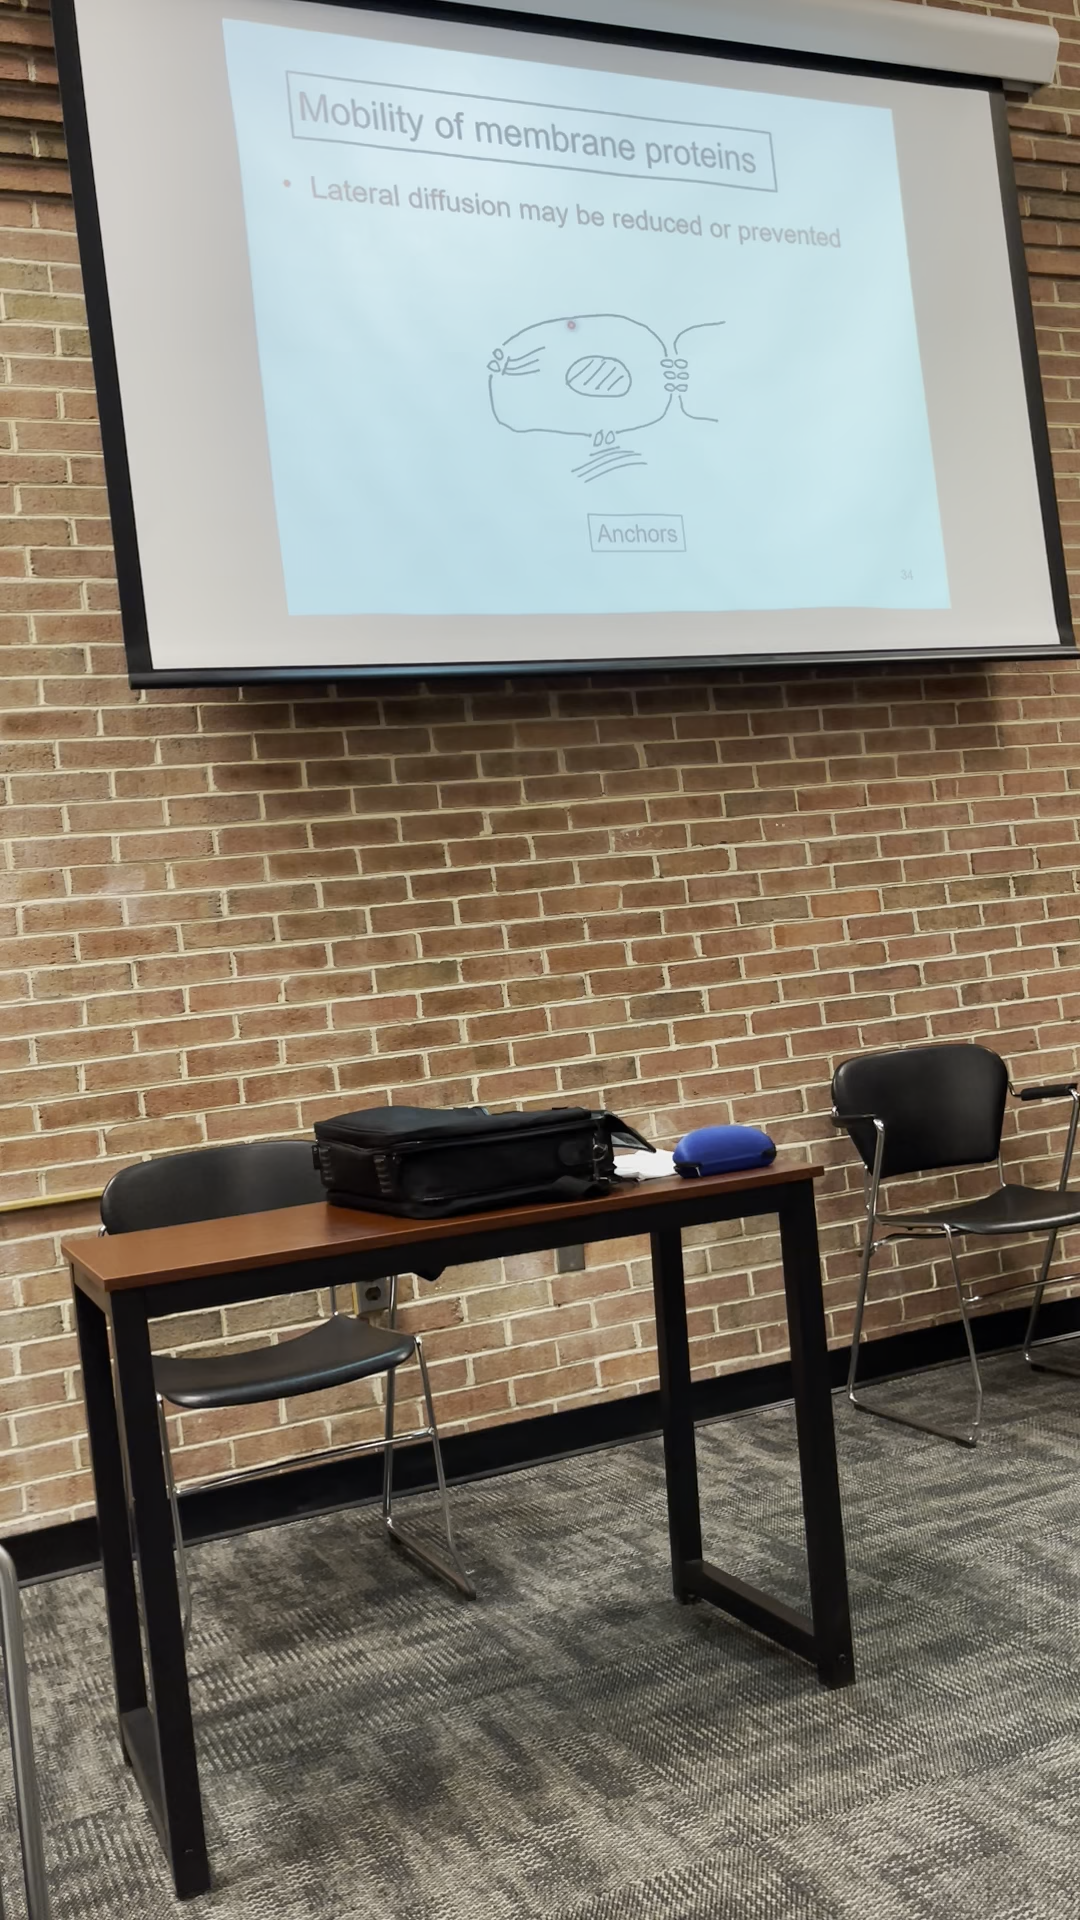 Mobility of membrane proteins
• Lateral diffusion may be reduced or prevented
Anchors
34